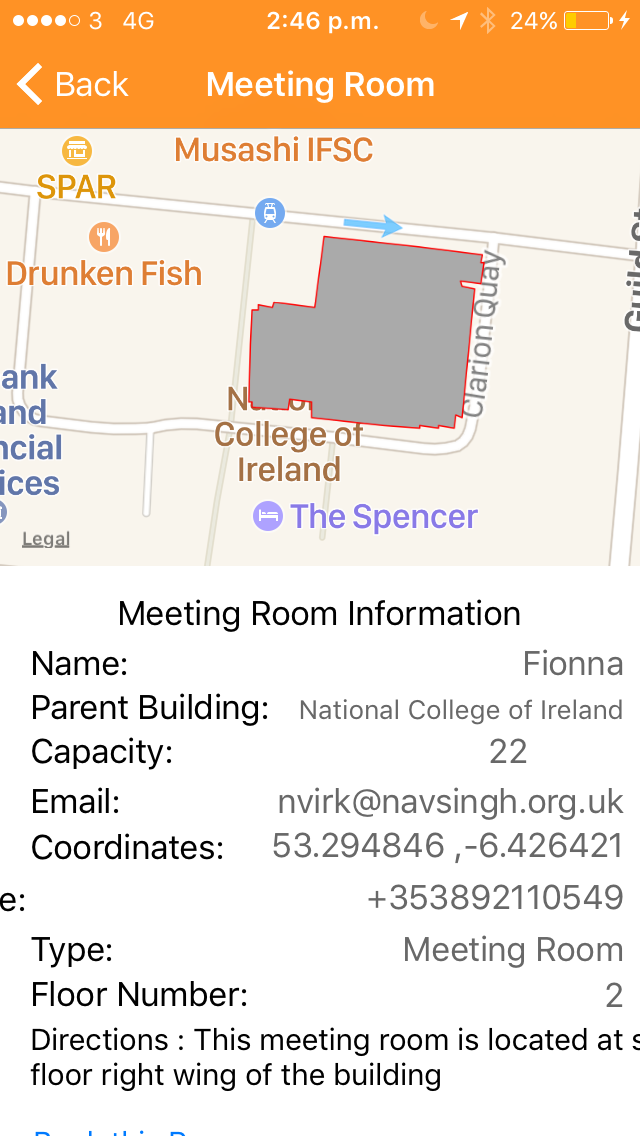 3 4G 2:46 p.m. 24%
Back Meeting Room
Musashi IFSC
SPAR
Drunken Fish
Clarion Quay
Guild St
ank
and
ncial
ices
College of
Ireland
The Spencer
Legal
Meeting Room Information
Name: Fionna
Parent Building: National College of Ireland
Capacity: 22
Email: nvirk@navsingh.org.uk
Coordinates: 53.294846 ,-6.426421
e: +353892110549
Type: Meeting Room
Floor Number: 2
Directions : This meeting room is located at s
floor right wing of the building